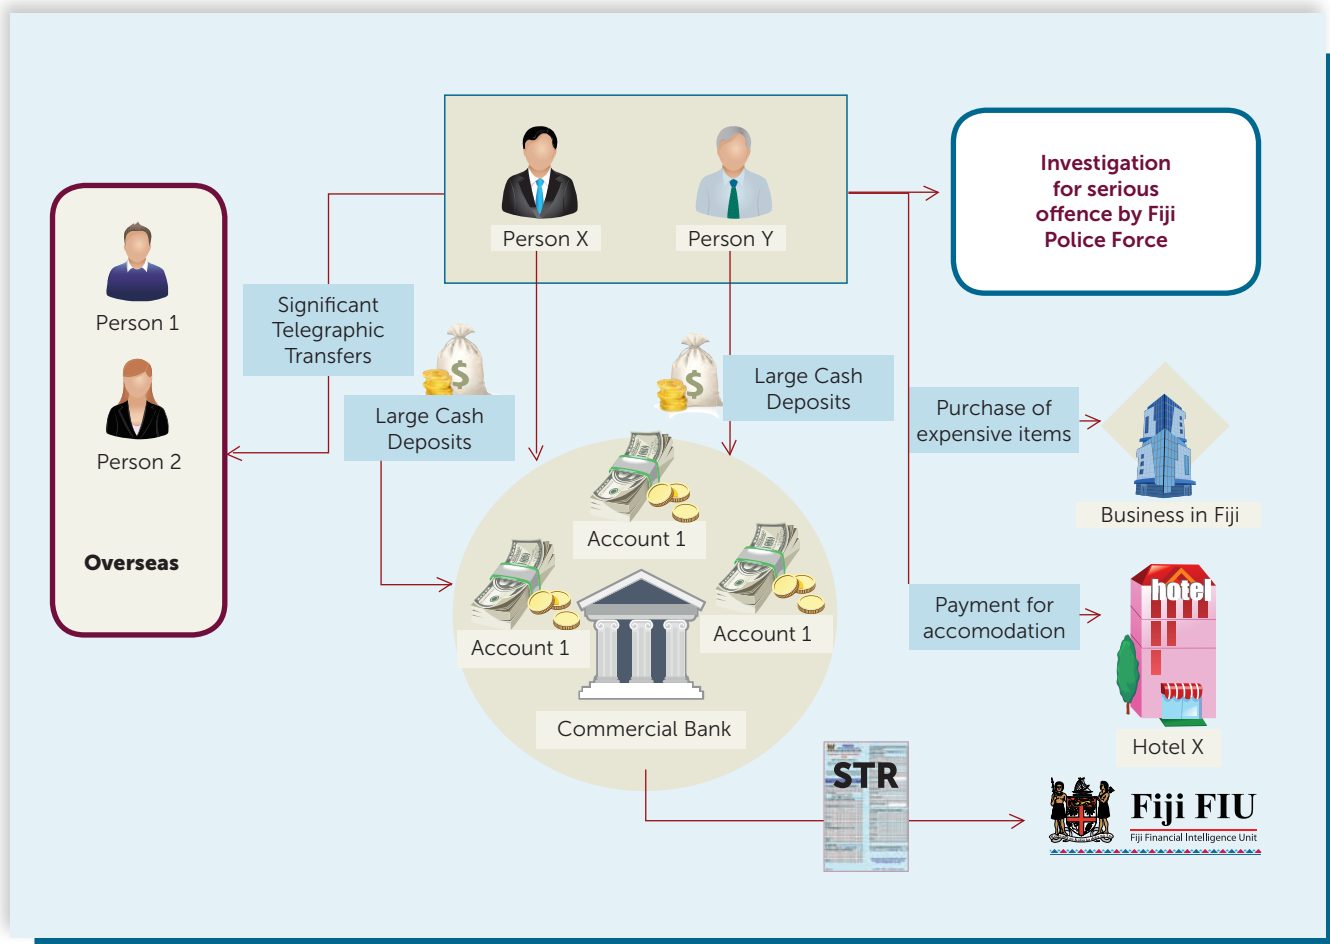 Person X
Person Y
Investigation
for serious
offence by Fiji
Police Force
Person 1
Person 2
Overseas
Significant
Telegraphic
Transfers
$
Large Cash
Deposits
$
Large Cash
Deposits
Purchase of
expensive items
Business in Fiji
Payment for
accomodation
hotel
Hotel X
Account 1
Account 1
Account 1
Commercial Bank
STR
Fiji FIU
Fiji Financial Intelligence Unit